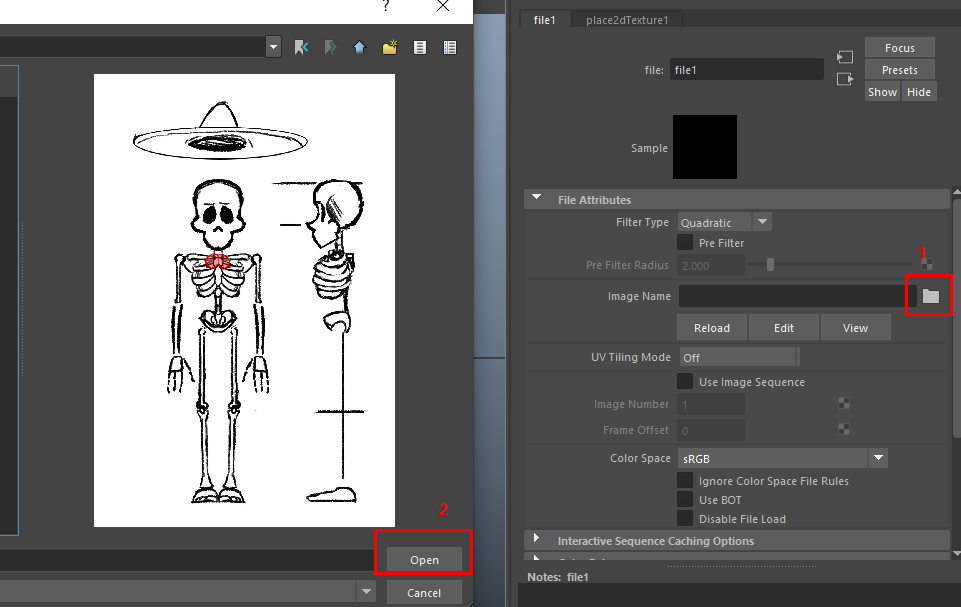 ?
2
Open
Cancel
file1 place2dTexture1
file: file1
Focus
Presets
Show Hide
Sample
File Attributes
Filter Type Quadratic
Pre Filter
Pre Filter Radius 2.000
1
Image Name
Reload Edit View
UV Tiling Mode Off
Use Image Sequence
Image Number 1
Frame Offset 0
Color Space sRGB
Ignore Color Space File Rules
Use BOT
Disable File Load
Interactive Sequence Caching Options
Notes: file1